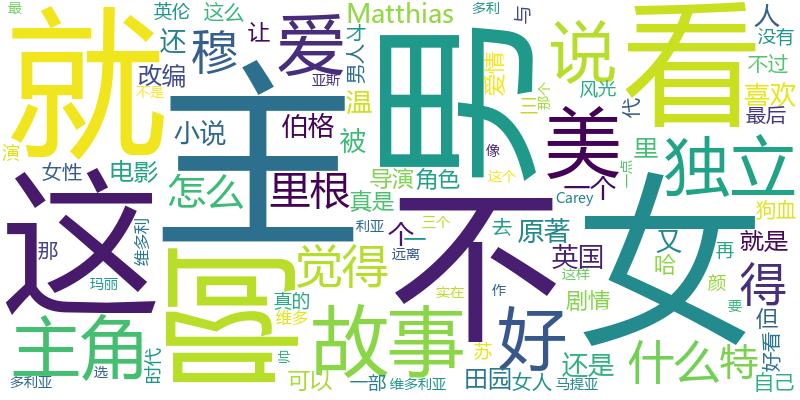 最 英伦 这么 让 爱 Matthias 多利 与 人 没有
就 还 穆 亚斯 男人 才 男 说 看 不过
改编 温 爱情 三 那个 风光 代 喜欢
不是 主 伯格 被 美 最后
演 小说 像 里 独立
女性 电影 怎么 里根 导演 角色 这个 一个 一点
这 真是 不 Carey 女 狗血
那 维多利 利亚 个 一 去 原著 英国 又 再 就是
玛丽 啊 觉得 远离 三个 这样 哈 颜 得
主角 真的 故事 实在 作 好 剧情 要 但
时代 维多 帅 苏 还是 什么 特 好看
多利亚 选 可以 一部 维多利亚 田园 女人 马提亚 自己